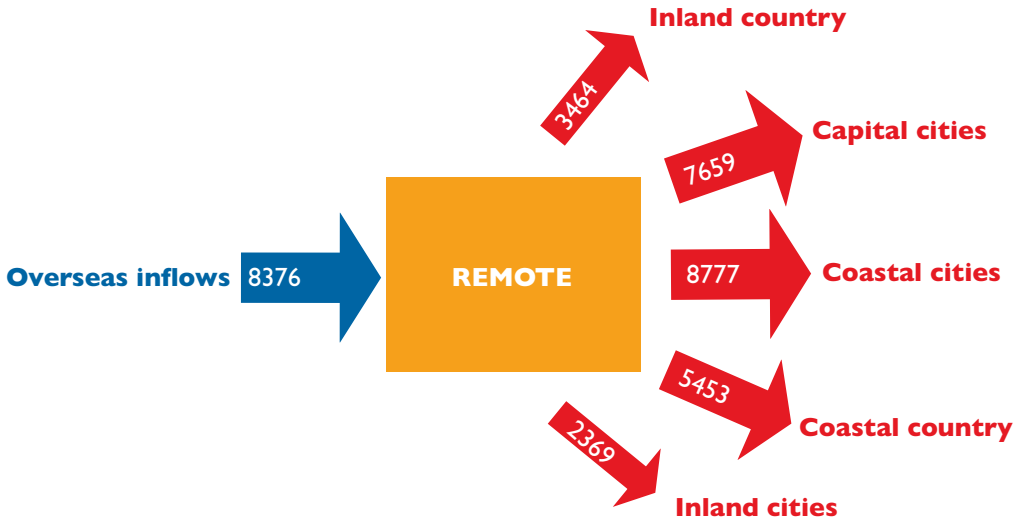 Inland country
3464
Capital cities
7659
Overseas inflows 8376
REMOTE
8777
Coastal cities
5453
Coastal country
2369
Inland cities